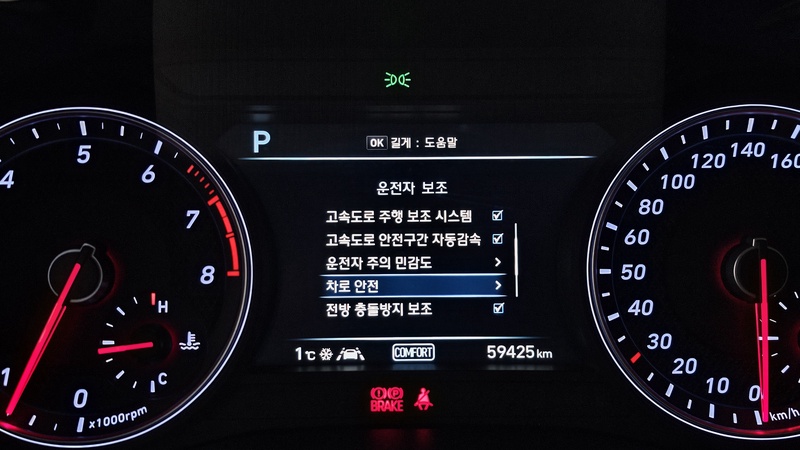 P
OK 길게 : 도움말
운전자 보조
고속도로 주행 보조 시스템
고속도로 안전구간 자동감속
운전자 주의 민감도
차로 안전
전방 충돌방지 보조
1℃
COMFORT
59425 km
BRAKE
P
4
5
6
7
8
1
0
x1000rpm
H
C
0
10
20
30
40
50
60
80
100
120
140
160
km/h